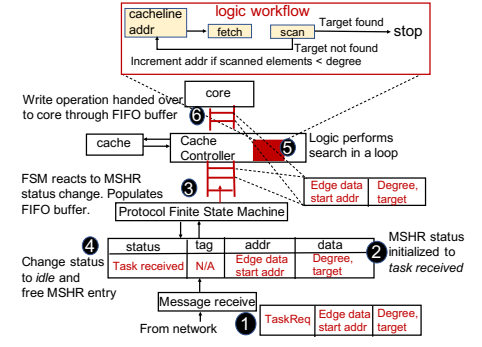 logic workflow
cacheline
addr
fetch
scan
Target found
stop
Target not found
Increment addr if scanned elements < degree
core
Write operation handed over
to core through FIFO buffer
6
cache
Cache
Controller
5
Logic performs
search in a loop
FSM reacts to MSHR
status change. Populates
FIFO buffer.
3
Edge data
start addr
Degree,
target
Protocol Finite State Machine
4
status
tag
addr
data
Task received
N/A
Edge data
start addr
Degree,
target
2
MSHR status
initialized to
task received
Change status
to idle and
free MSHR entry
Message receive
From network
1
TaskReq
Edge data
start addr
Degree,
target